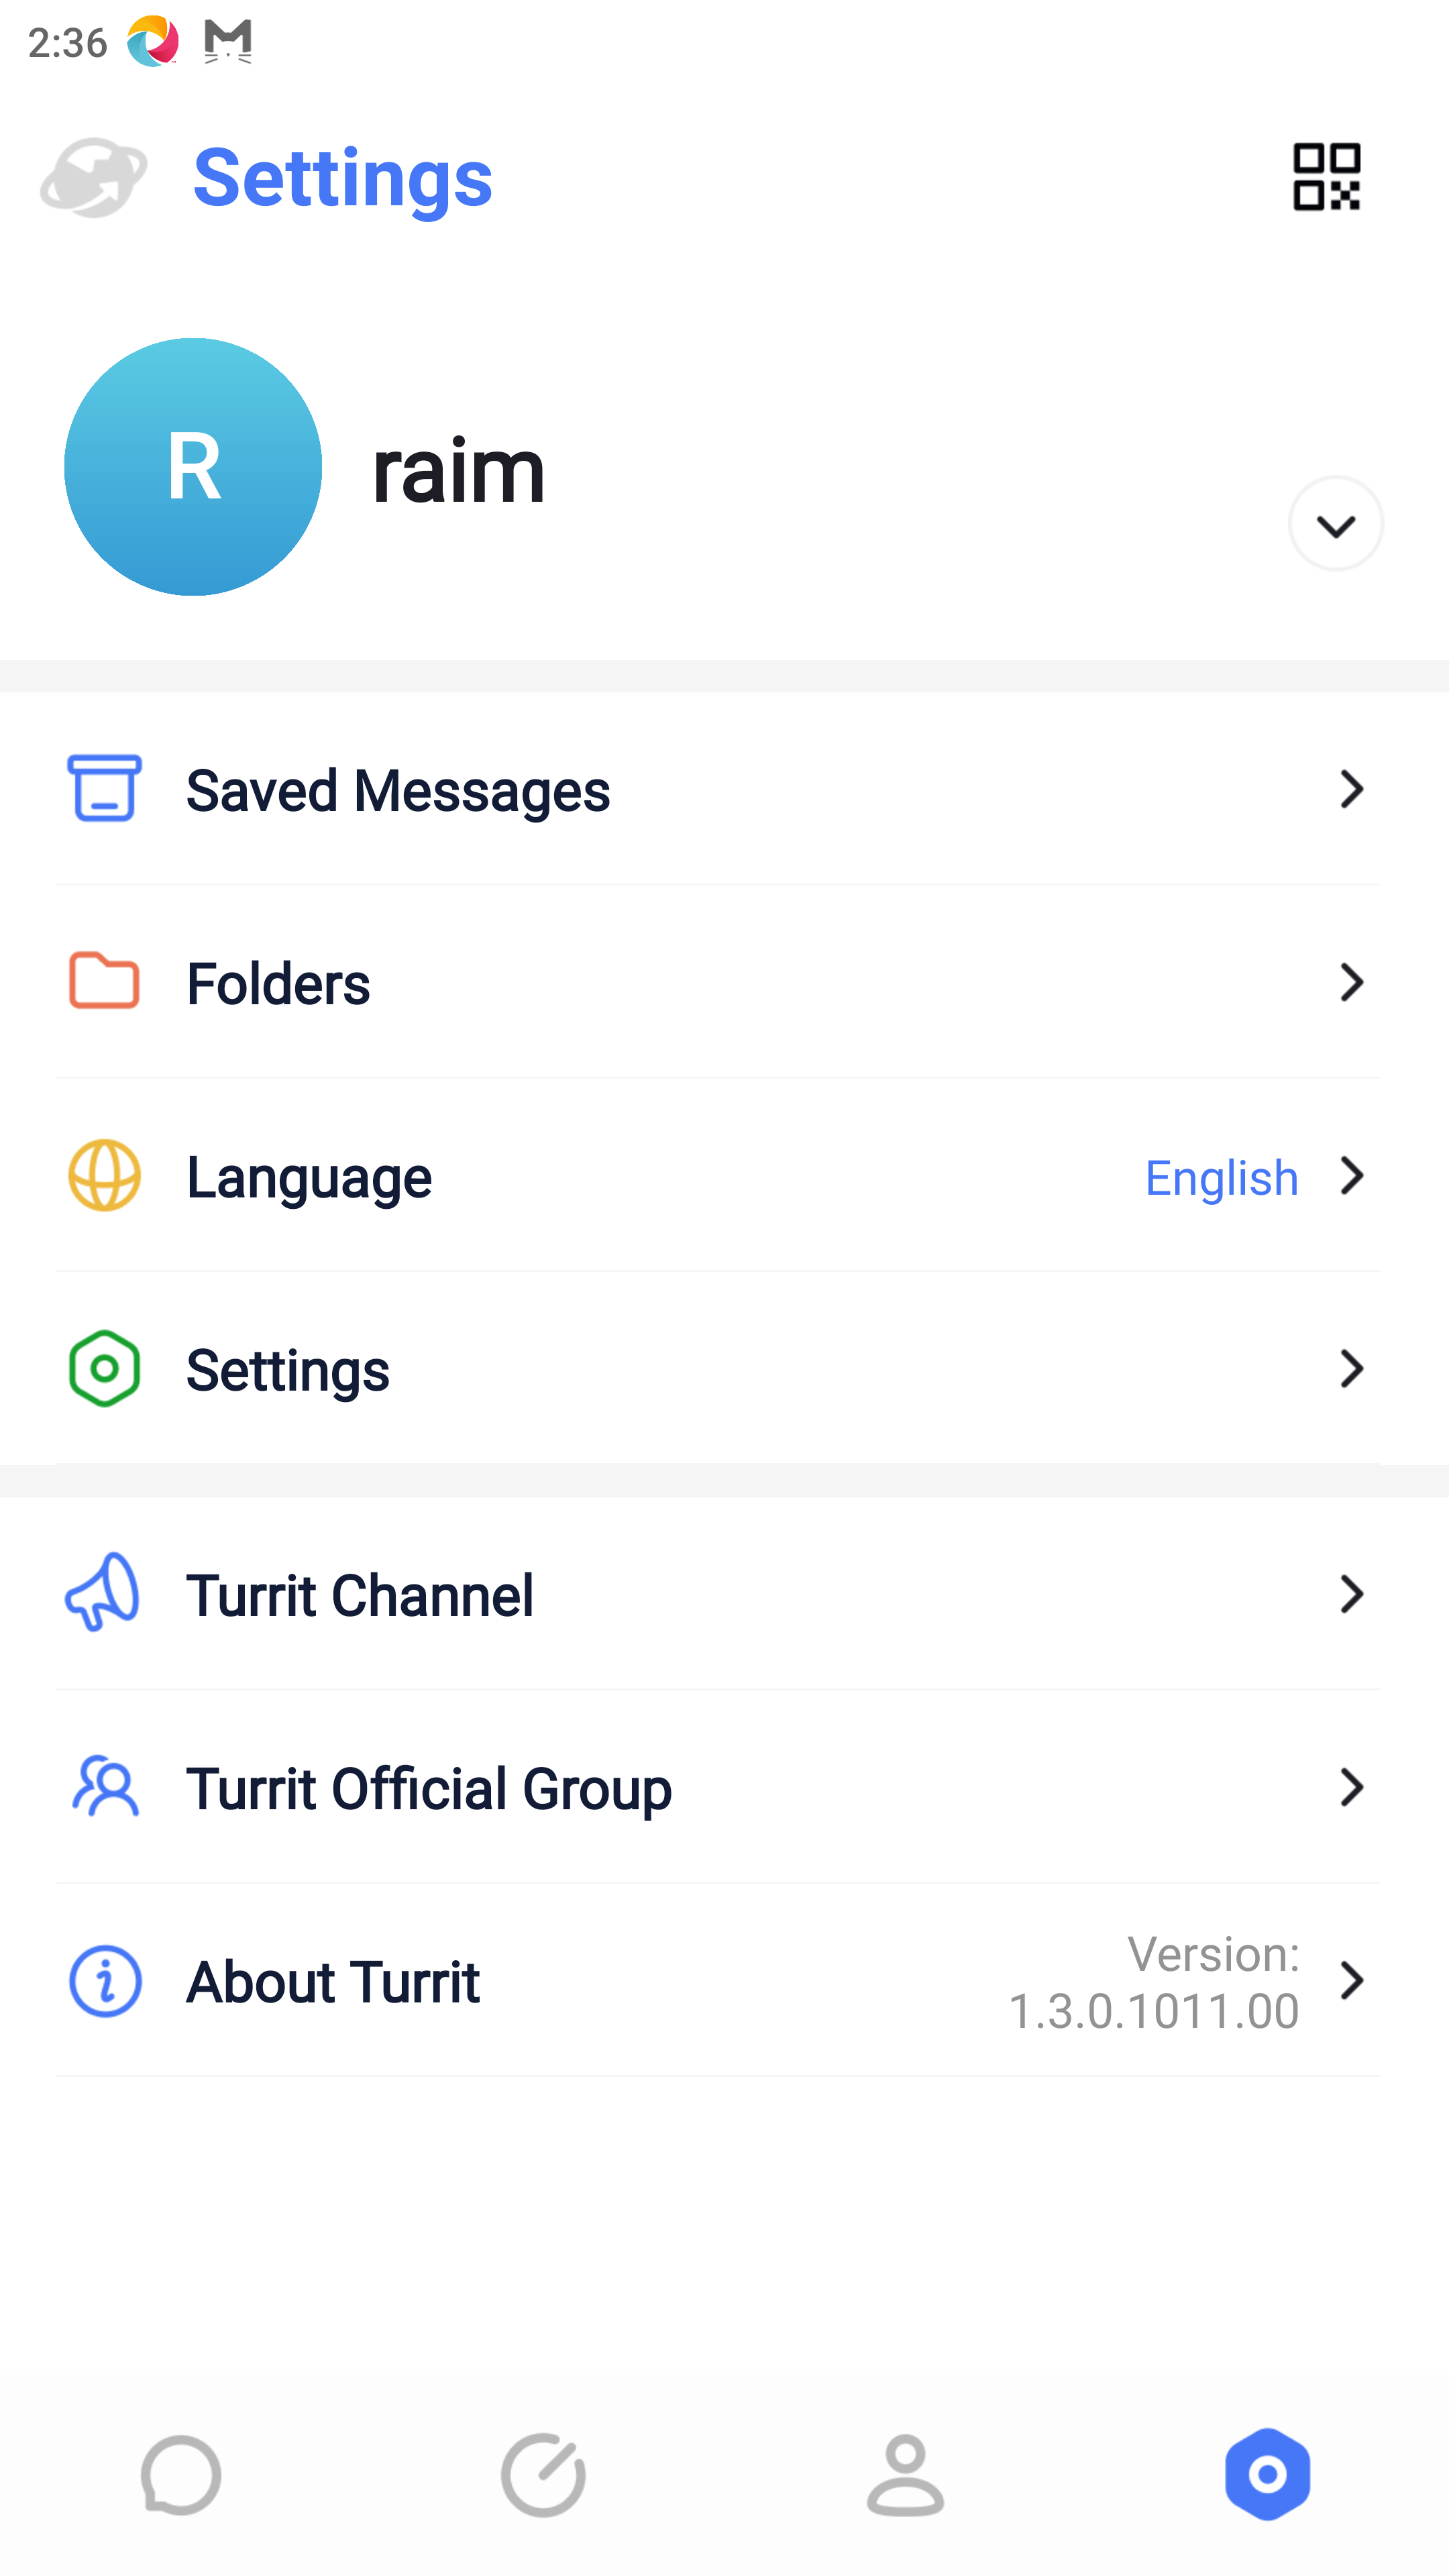 2:36
Settings
R
raim
Saved Messages
Folders
Language
English
Settings
Turrit Channel
Turrit Official Group
About Turrit
Version:
1.3.0.1011.00